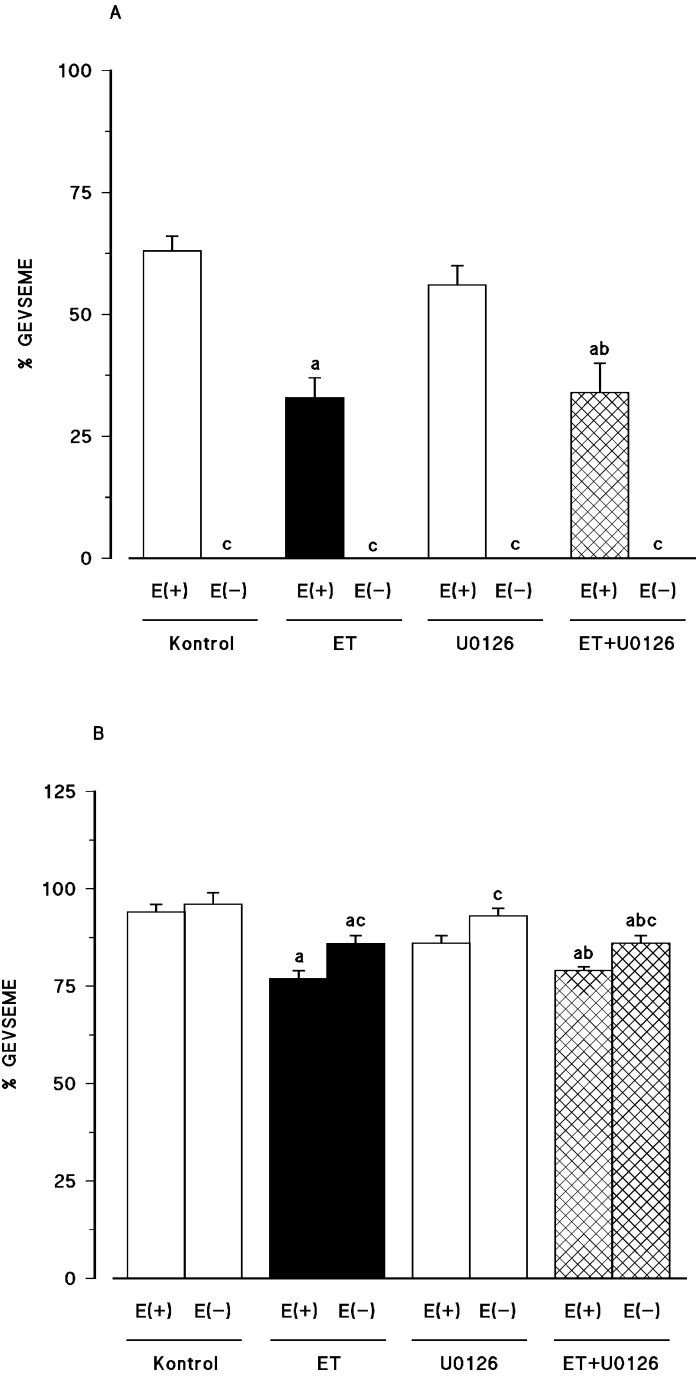 A
100
75
50
25
0
% GEVSEME
a
ab
c c c c
E(+) E(−) E(+) E(−) E(+) E(−) E(+) E(−)
Kontrol ET U0126 ET+U0126
B
125
100
75
50
25
0
% GEVSEME
a ac c ab abc
E(+) E(−) E(+) E(−) E(+) E(−) E(+) E(−)
Kontrol ET U0126 ET+U0126